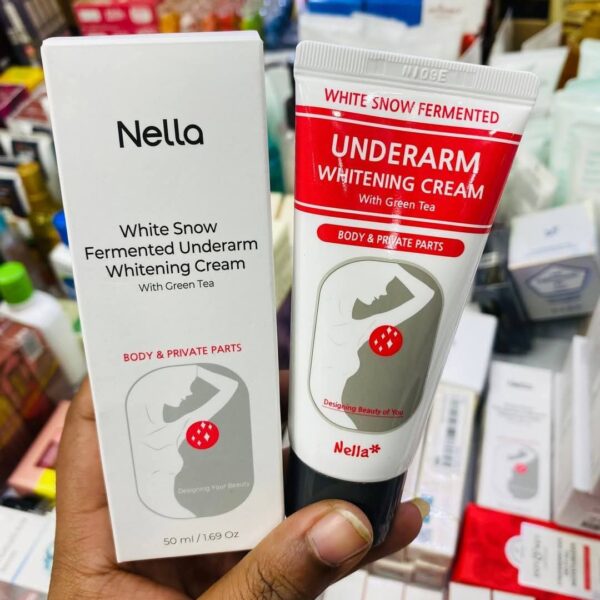 Nella
White Snow
Fermented Underarm
Whitening Cream
With Green Tea
BODY & PRIVATE PARTS
Designing Your Beauty
50 ml / 1.69 Oz
WHITE SNOW FERMENTED
UNDERARM
WHITENING CREAM
With Green Tea
BODY & PRIVATE PARTS
Designing Beauty of You
Nella*